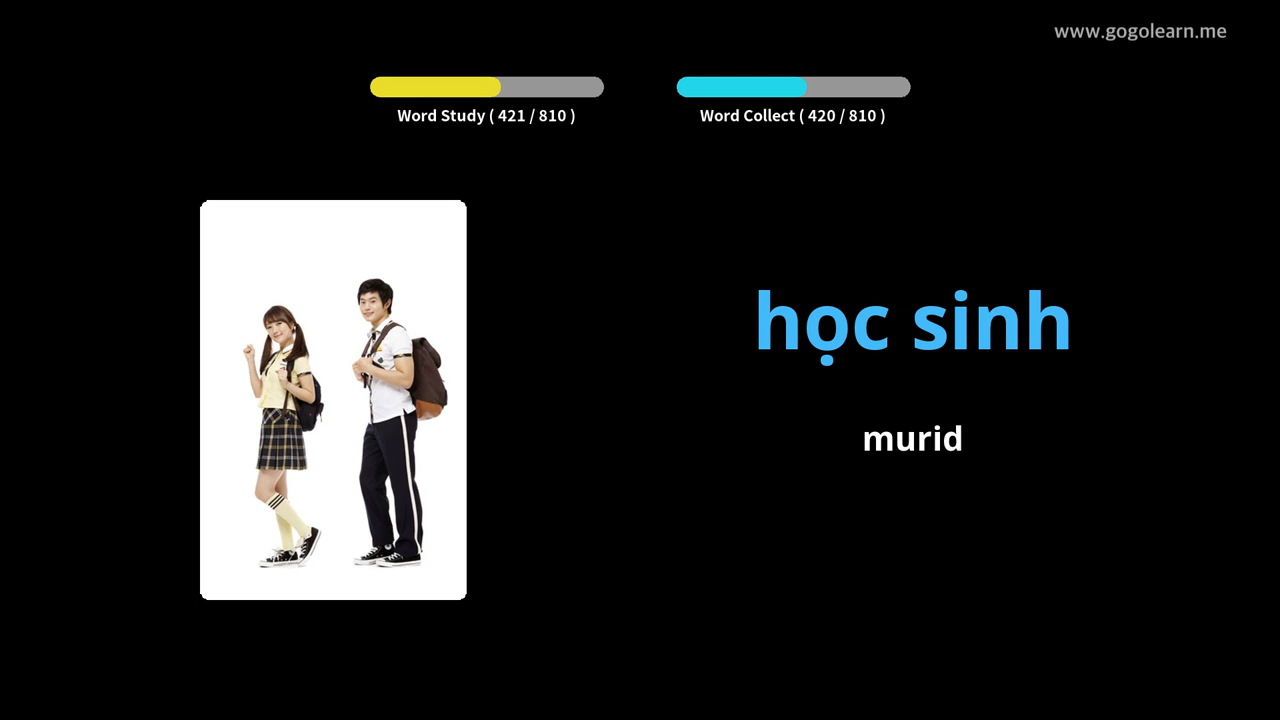 www.gogolearn.me
Word Study ( 421 / 810 )
Word Collect ( 420 / 810 )
học sinh
murid